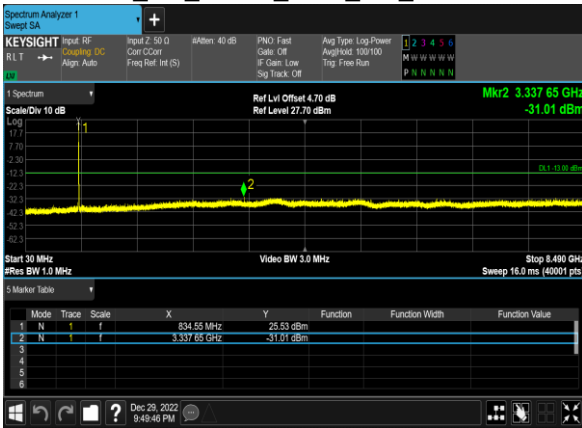 Spectrum Analyzer 1
Swept SA
+
KEYSIGHT Input: RF Input Z: 50 Ω #Atten: 40 dB PNO: Fast Avg Type: Log-Power 1 2 3 4 5 6
RLT Coupling: DC Corr CCorr Gate: Off Avg|Hold: 100/100 M W W W W W
Align: Auto Freq Ref: Int (S) IF Gain: Low Trig: Free Run
LU Sig Track: Off P N N N N N
1 Spectrum Ref Lvl Offset 4.70 dB Mkr2 3.337 65 GHz
Scale/Div 10 dB Ref Level 27.70 dBm -31.01 dBm
Log
17.7
7.70
-2.30
-12.3
-22.3
-32.3
-42.3
-52.3
-62.3
1
2
DL1 -13.00 dBm
Start 30 MHz Video BW 3.0 MHz Stop 8.490 GHz
#Res BW 1.0 MHz Sweep 16.0 ms (40001 pts)
5 Marker Table
Mode Trace Scale X Y Function Function Width Function Value
1 N 1 f 834.55 MHz 25.53 dBm
2 N 1 f 3.337 65 GHz -31.01 dBm
3
4
5
6
? Dec 29, 2022
9:49:46 PM